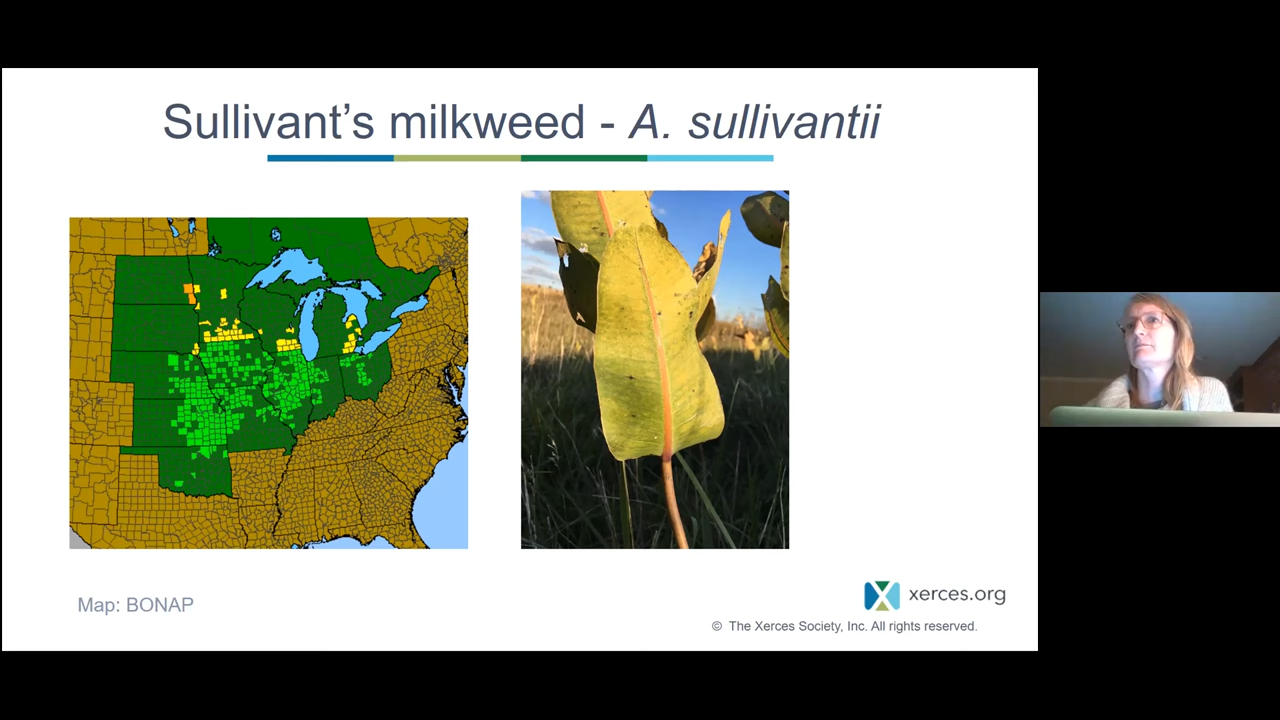 Sullivant’s milkweed - A. sullivantii
Map: BONAP
xerces.org
© The Xerces Society, Inc. All rights reserved.